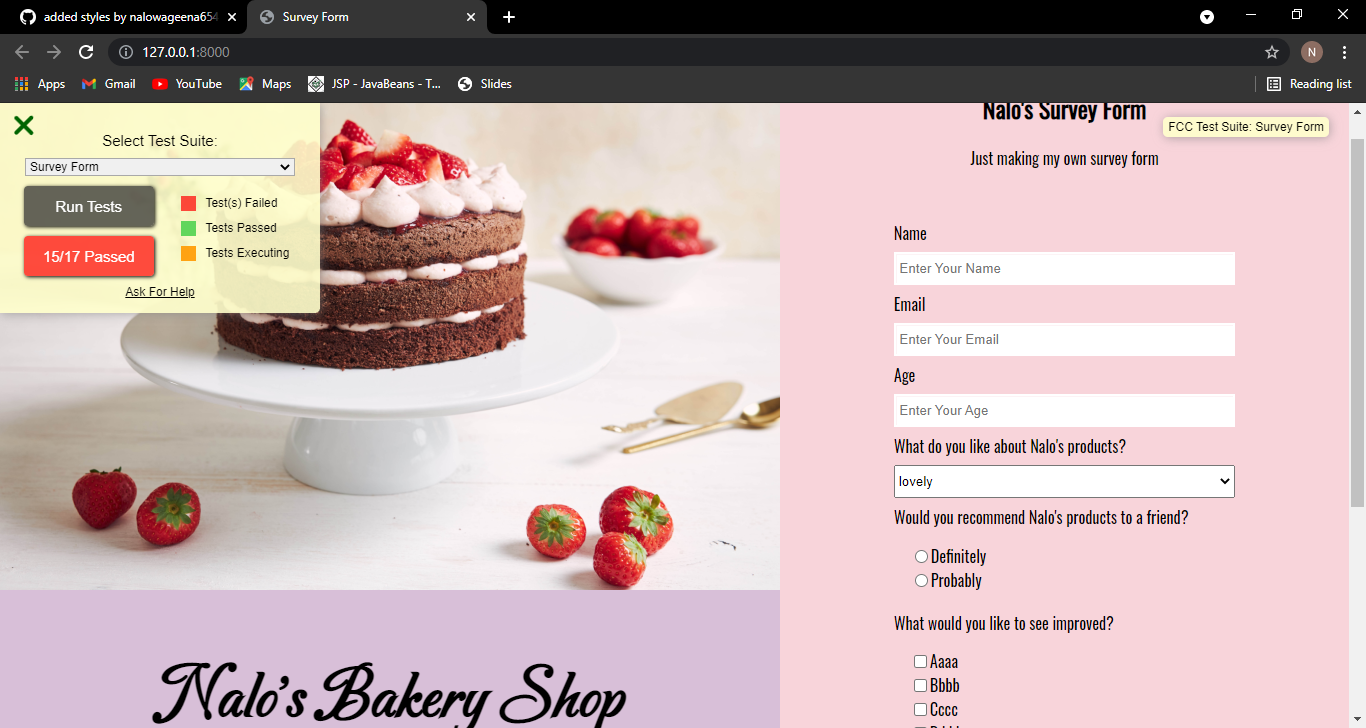 added styles by nalowageena654
Survey Form
127.0.0.1:8000
N
Apps
Gmail
YouTube
Maps
JSP - JavaBeans - T...
Slides
Reading list
Select Test Suite:
Survey Form
Run Tests
15/17 Passed
Test(s) Failed
Tests Passed
Tests Executing
Ask For Help
Nalo's Bakery Shop
Nalo's Survey Form
FCC Test Suite: Survey Form
Just making my own survey form
Name
Enter Your Name
Email
Enter Your Email
Age
Enter Your Age
What do you like about Nalo's products?
lovely
Would you recommend Nalo's products to a friend?
Definitely
Probably
What would you like to see improved?
Aaaa
Bbbb
Cccc